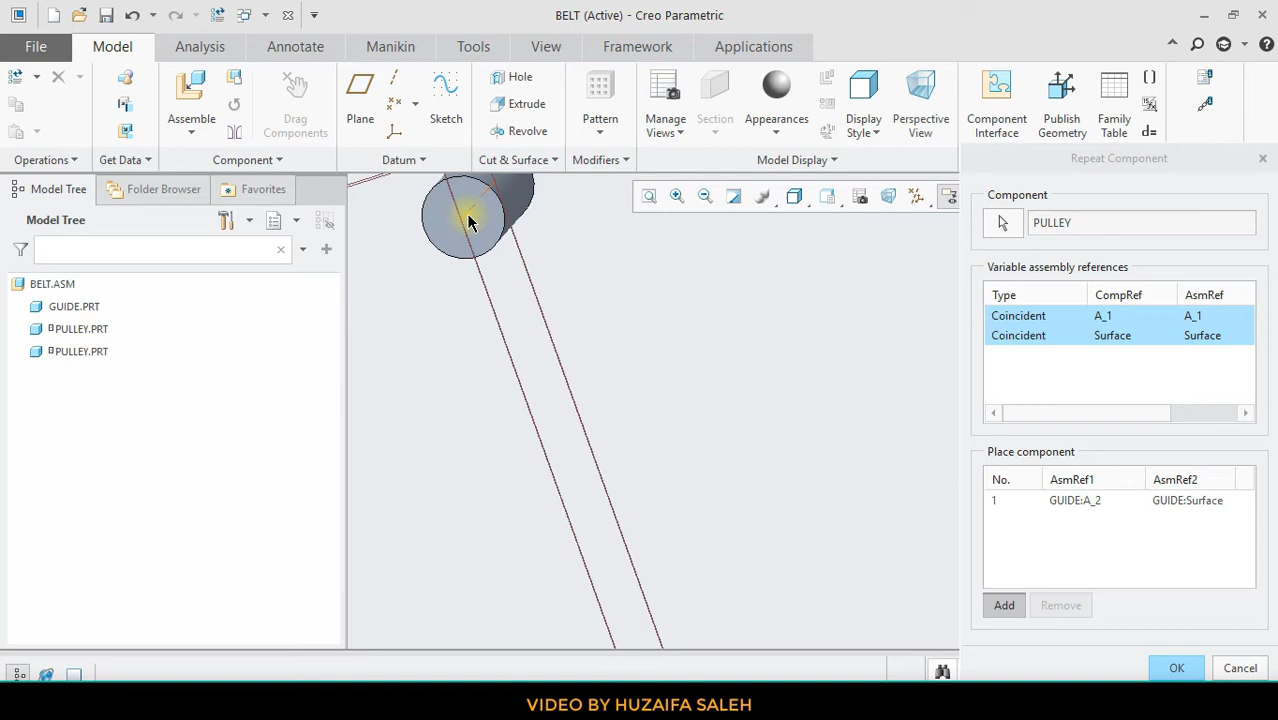 BELT (Active) - Creo Parametric
File
Model
Analysis
Annotate
Manikin
Tools
View
Framework
Applications
Assemble
Drag
Components
Plane
Sketch
Hole
Extrude
Revolve
Pattern
Manage
Views
Section
Appearances
Display
Style
Perspective
View
Component
Interface
Publish
Geometry
Family
Table
Operations
Get Data
Component
Datum
Cut & Surface
Modifiers
Model Display
Repeat Component
Model Tree
Folder Browser
Favorites
Model Tree
BELT.ASM
GUIDE.PRT
PULLEY.PRT
PULLEY.PRT
Component
PULLEY
Variable assembly references
Type CompRef AsmRef
Coincident A_1 A_1
Coincident Surface Surface
Place component
No. AsmRef1 AsmRef2
1 GUIDE:A_2 GUIDE:Surface
Add Remove
OK Cancel
VIDEO BY HUZAIFA SALEH